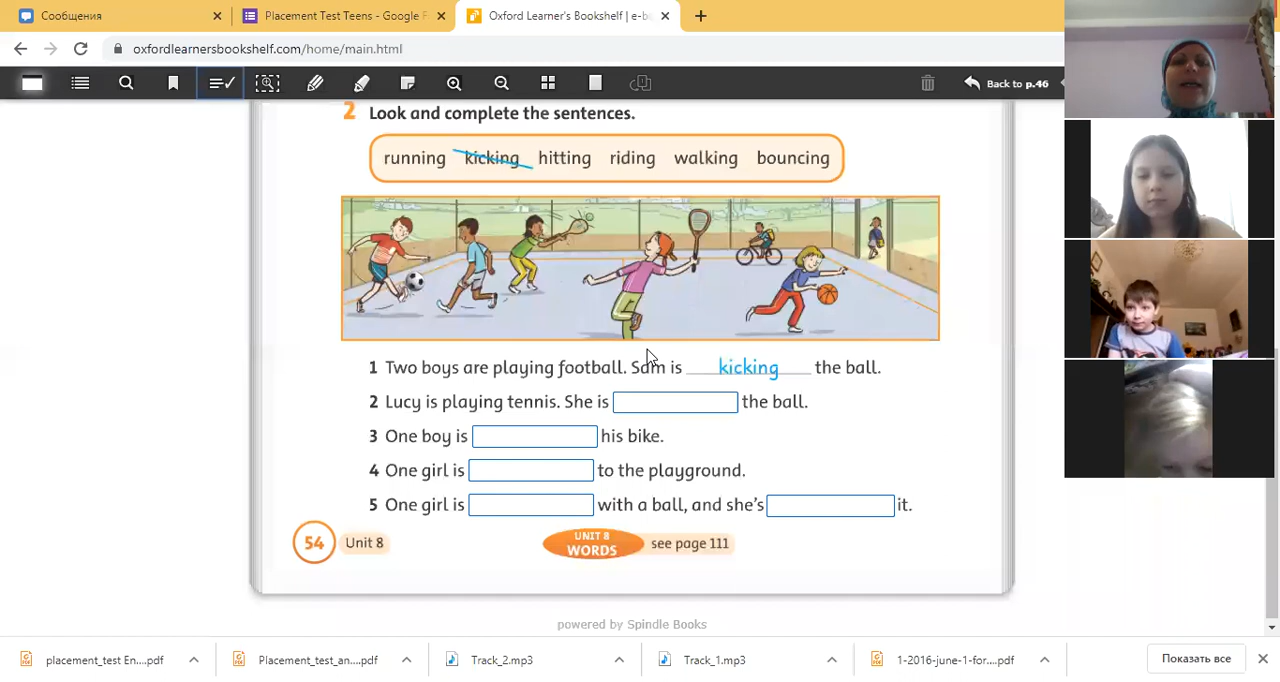 Сообщения
Placement Test Teens - Google F
Oxford Learner's Bookshelf | e-b
oxfordlearnersbookshelf.com/home/main.html
Back to p.46
2 Look and complete the sentences.
running kicking hitting riding walking bouncing
1 Two boys are playing football. Sam is kicking the ball.
2 Lucy is playing tennis. She is the ball.
3 One boy is his bike.
4 One girl is to the playground.
5 One girl is with a ball, and she's it.
54 Unit 8
UNIT 8 WORDS see page 111
powered by Spindle Books
placement_test En....pdf
Placement_test_an....pdf
Track_2.mp3
Track_1.mp3
1-2016-june-1-for....pdf
Показать все